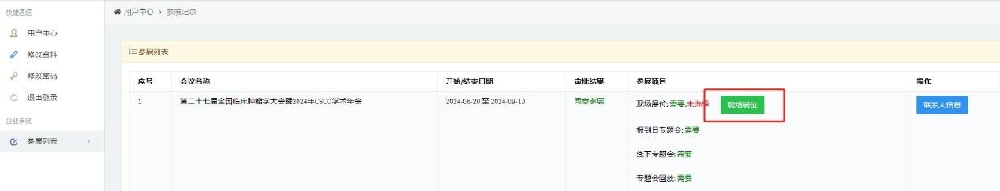 快捷通道
用户中心
修改资料
修改密码
退出登录
企业参展
参展列表
用户中心 > 参展记录
参展列表
序号 会议名称 开始/结束日期 审批结果 参展项目 操作
1 第二十七届全国临床肿瘤学大会暨2024年CSCO学术年会 2024-06-20 至 2024-09-10 同意参展 现场展位: 需要,未选择 现场展位 联系人信息
报到日专题会: 需要
线下专题会: 需要
专题会回放: 需要